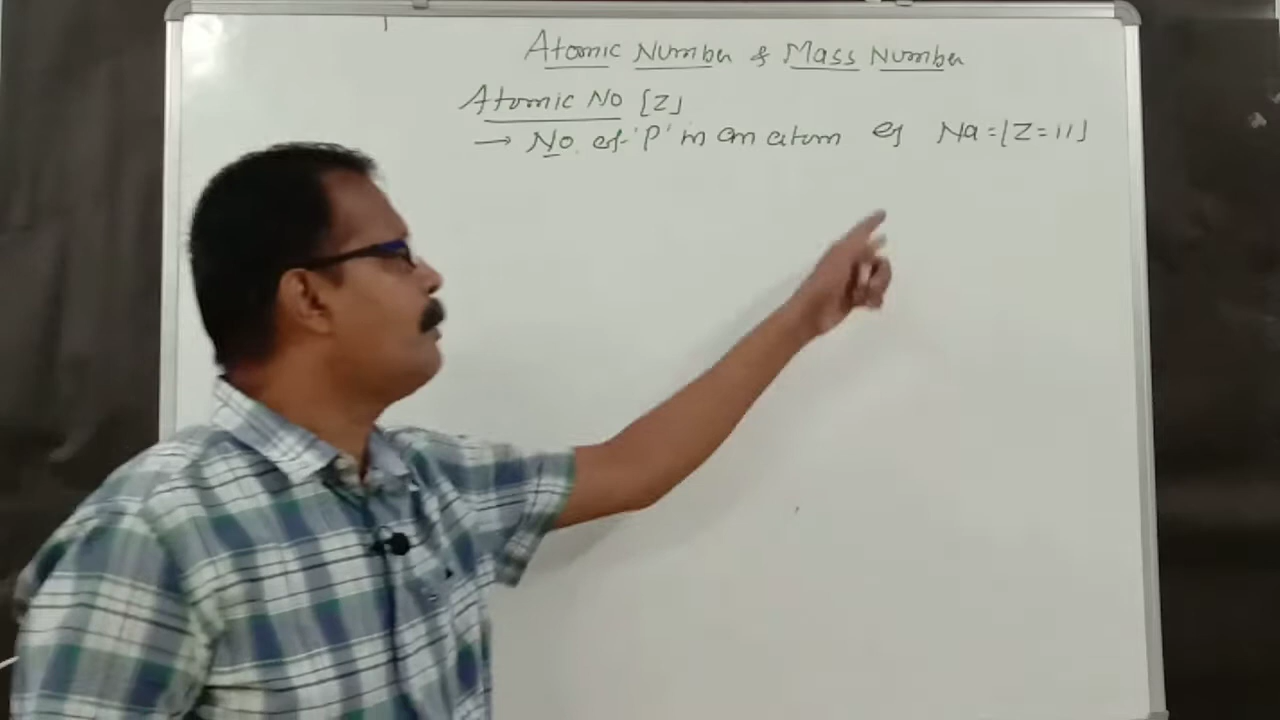 Atomic Number & Mass Number
Atomic No [Z]
→ No. of 'P' in an atom eg Na = [Z = 11]